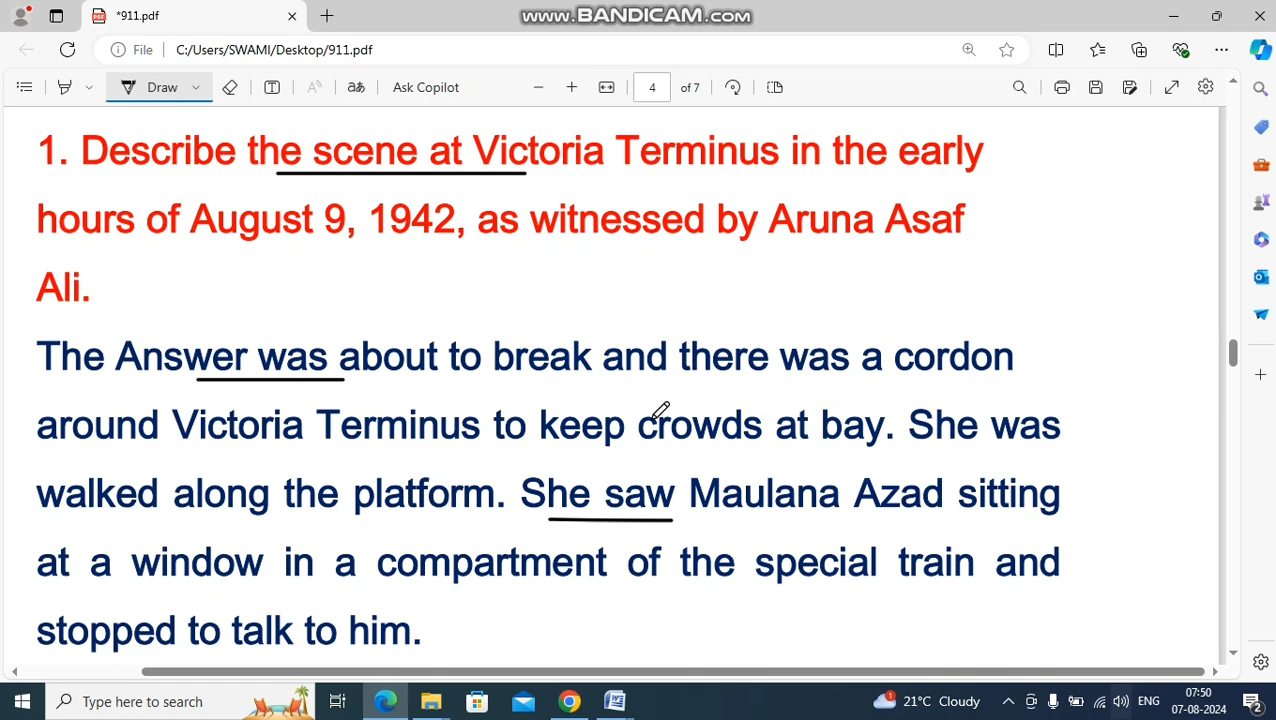 *911.pdf
www.BANDICAM.com
File C:/Users/SWAMI/Desktop/911.pdf
Draw
Ask Copilot
4 of 7
1. Describe the scene at Victoria Terminus in the early
hours of August 9, 1942, as witnessed by Aruna Asaf
Ali.
The Answer was about to break and there was a cordon
around Victoria Terminus to keep crowds at bay. She was
walked along the platform. She saw Maulana Azad sitting
at a window in a compartment of the special train and
stopped to talk to him.
Type here to search
1
21°C Cloudy
ENG
07:50
07-08-2024
2